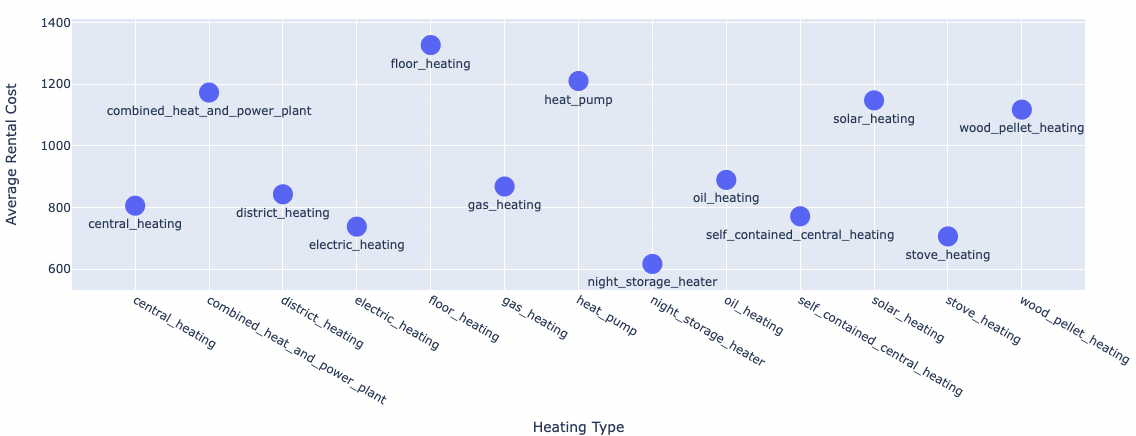 1400
1200
1000
800
600
Average Rental Cost
floor_heating
heat_pump
combined_heat_and_power_plant
solar_heating
wood_pellet_heating
central_heating
district_heating
electric_heating
gas_heating
oil_heating
self_contained_central_heating
stove_heating
night_storage_heater
central_heating
combined_heat_and_power_plant
district_heating
electric_heating
floor_heating
gas_heating
heat_pump
night_storage_heater
oil_heating
self_contained_central_heating
solar_heating
stove_heating
wood_pellet_heating
Heating Type